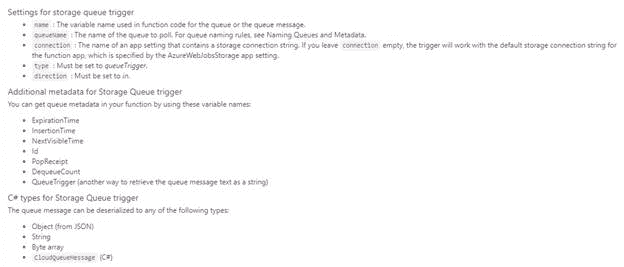 Settings for storage queue trigger
• name : The variable name used in function code for the queue or the queue message.
• queueName : The name of the queue to poll. For queue naming rules, see Naming Queues and Metadata.
• connection : The name of an app setting that contains a storage connection string. If you leave connection empty, the trigger will work with the default storage connection string for
the function app, which is specified by the AzureWebJobsStorage app setting.
• type : Must be set to queueTrigger.
• direction : Must be set to in.
Additional metadata for Storage Queue trigger
You can get queue metadata in your function by using these variable names:
• ExpirationTime
• InsertionTime
• NextVisibleTime
• Id
• PopReceipt
• DequeueCount
• QueueTrigger (another way to retrieve the queue message text as a string)
C# types for Storage Queue trigger
The queue message can be deserialized to any of the following types:
• Object (from JSON)
• String
• Byte array
• CloudQueueMessage (C#)